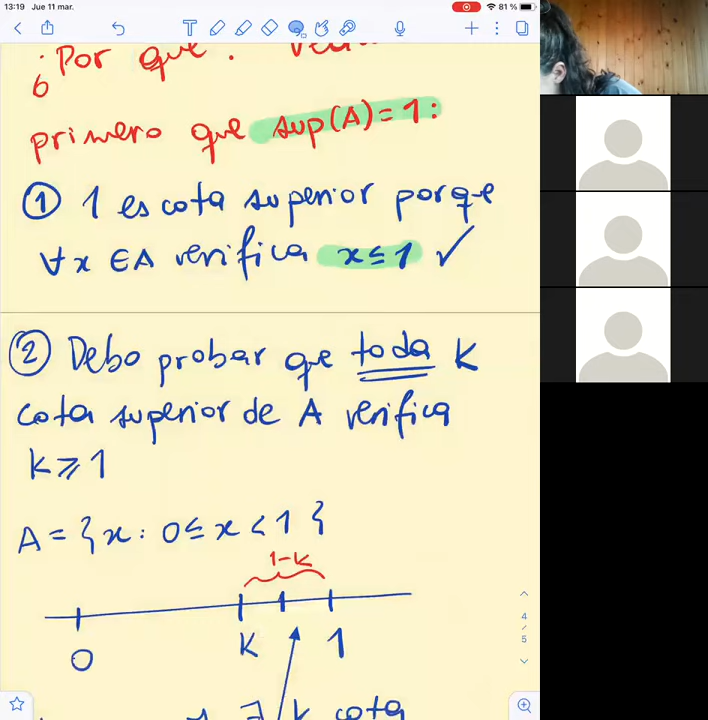 13:19 Jue 11 mar.
81 %
¿Por qué?
primero que sup(A)=1:
① 1 es cota superior porque
∀x ∈ A verifica x ≤ 1 ✓
② Debo probar que toda K
cota superior de A verifica
K ⩾ 1
A = { x : 0 ≤ x < 1 }
1-K
0 K 1
∃ K cota
4
/
5